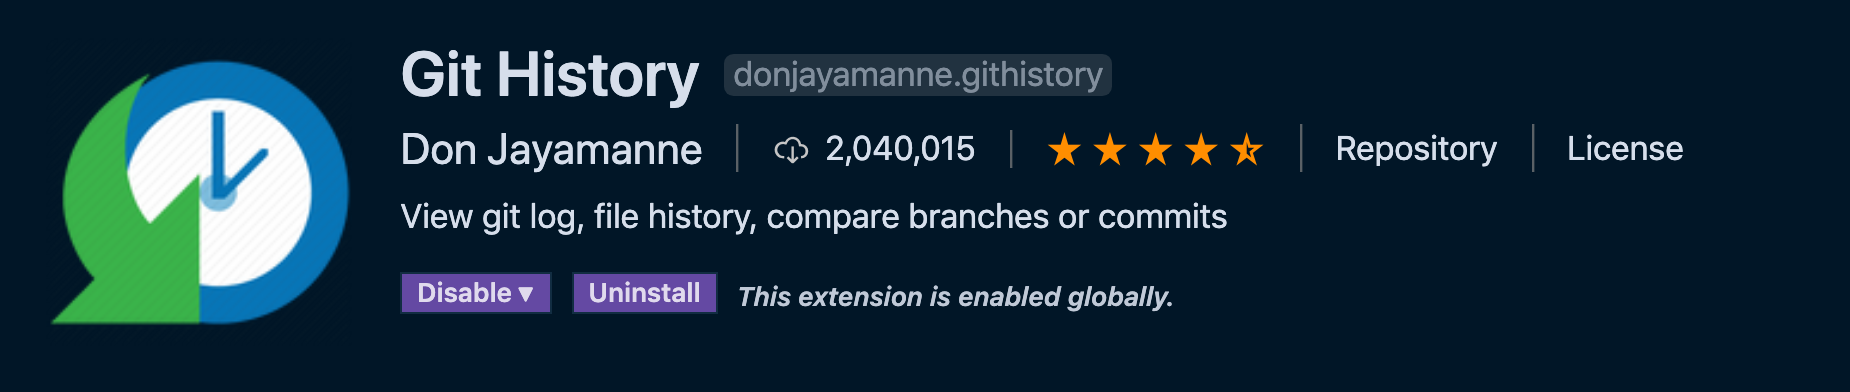 Git History donjayamanne.githistory
Don Jayamanne 2,040,015 Repository License
View git log, file history, compare branches or commits
Disable ▾ Uninstall This extension is enabled globally.